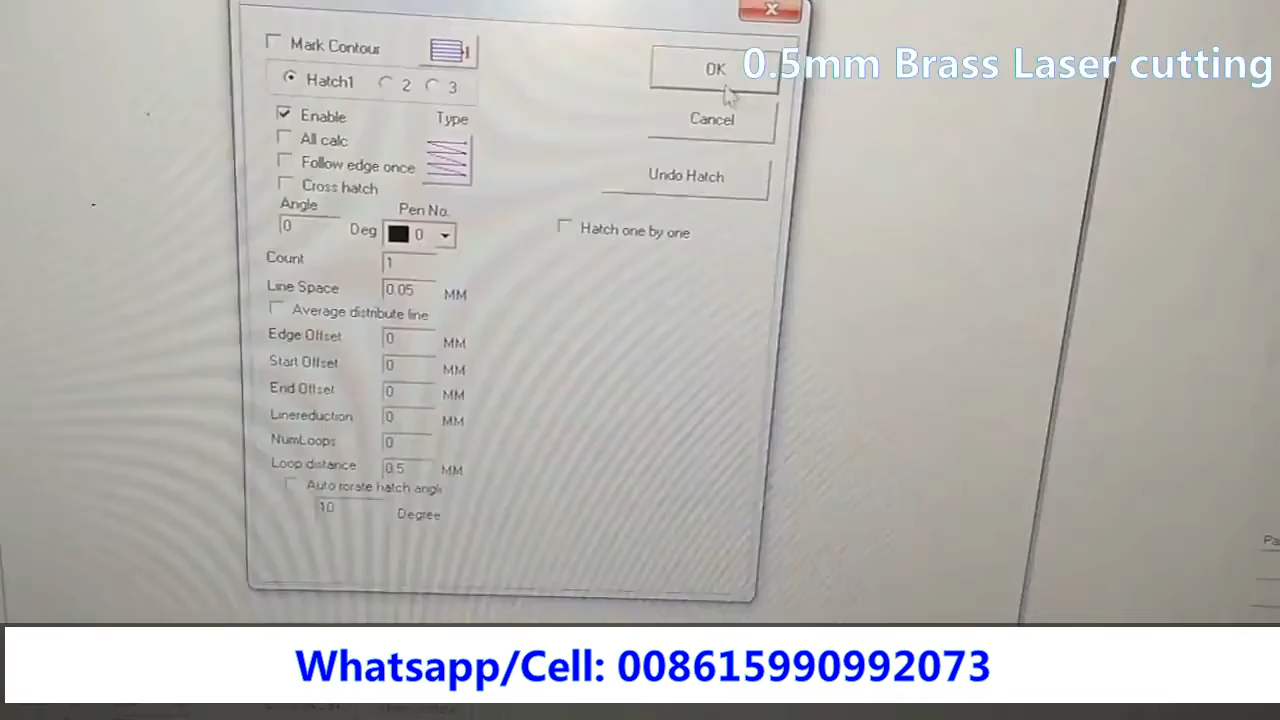 Mark Contour
OK
0.5mm Brass Laser cutting
Hatch1 2 3
Enable Type
Cancel
All calc
Follow edge once
Undo Hatch
Cross hatch
Angle Pen No.
0 Deg 0
Hatch one by one
Count 1
Line Space 0.05 MM
Average distribute line
Edge Offset 0 MM
Start Offset 0 MM
End Offset 0 MM
Linereduction 0 MM
NumLoops 0
Loop distance 0.5 MM
Auto rotate hatch angl
10 Degree
Pa
Whatsapp/Cell: 008615990992073